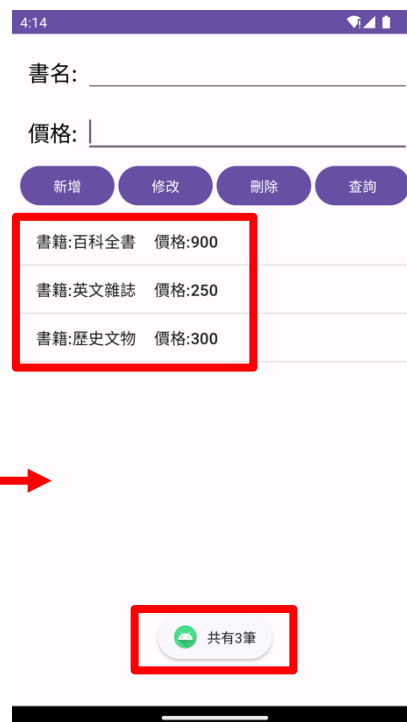 4:14
書名:
價格:
新增 修改 刪除 查詢
書籍:百科全書 價格:900
書籍:英文雜誌 價格:250
書籍:歷史文物 價格:300
共有3筆